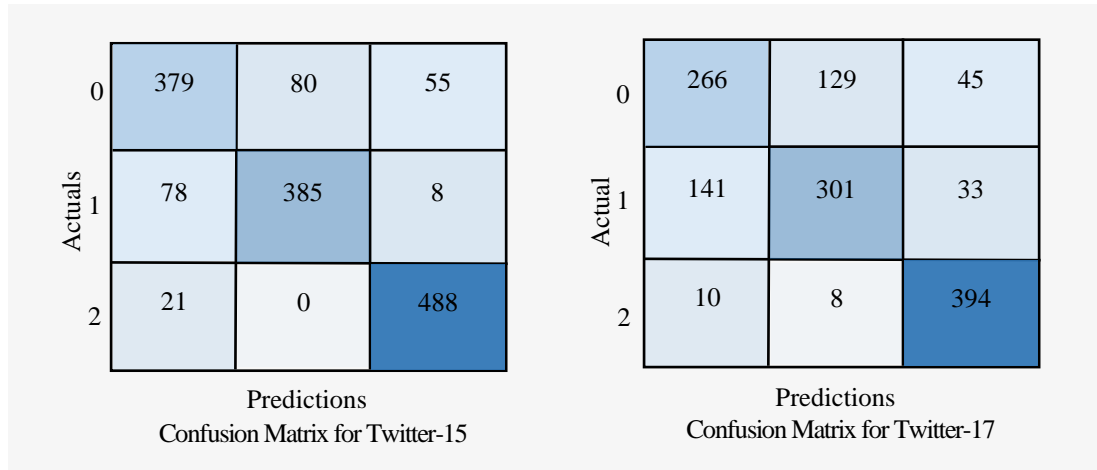 0 379 80 55
Actuals
1 78 385 8
2 21 0 488
Predictions
Confusion Matrix for Twitter-15
0 266 129 45
Actual
1 141 301 33
2 10 8 394
Predictions
Confusion Matrix for Twitter-17